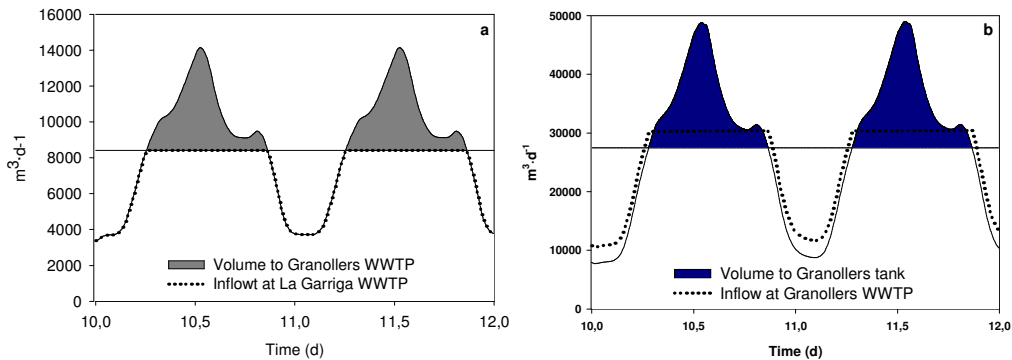 16000
14000
12000
10000
8000
6000
4000
2000
0
m³·d-1
a
Volume to Granollers WWTP
Inflowt at La Garriga WWTP
10,0 10,5 11,0 11,5 12,0
Time (d)
50000
40000
30000
20000
10000
0
m³·d⁻¹
b
Volume to Granollers tank
Inflow at Granollers WWTP
10,0 10,5 11,0 11,5 12,0
Time (d)